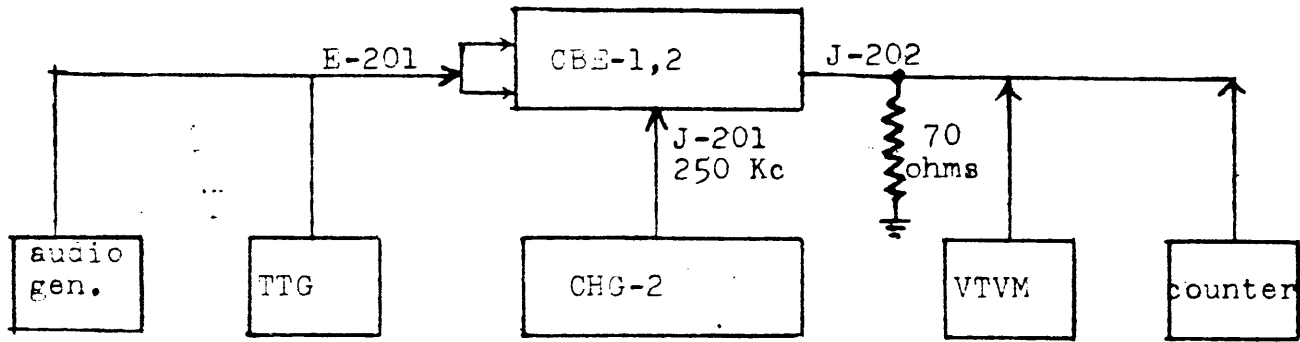 E-201
CBE-1,2
J-202
J-201
250 Kc
70
ohms
audio
gen.
TTG
CHG-2
VTVM
counter